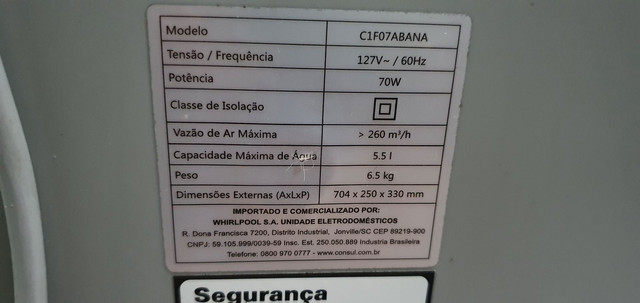 Modelo C1F07ABANA
Tensão / Frequência 127V~ / 60Hz
Potência 70W
Classe de Isolação
Vazão de Ar Máxima > 260 m³/h
Capacidade Máxima de Água 5.5 l
Peso 6.5 kg
Dimensões Externas (AxLxP) 704 x 250 x 330 mm
IMPORTADO E COMERCIALIZADO POR:
WHIRLPOOL S.A. UNIDADE ELETRODOMÉSTICOS
R. Dona Francisca 7200, Distrito Industrial, Jonville/SC CEP 89219-900
CNPJ: 59.105.999/0039-59 Insc. Est. 250.050.889 Industria Brasileira
Telefone: 0800 970 0777 - www.consul.com.br
Segurança